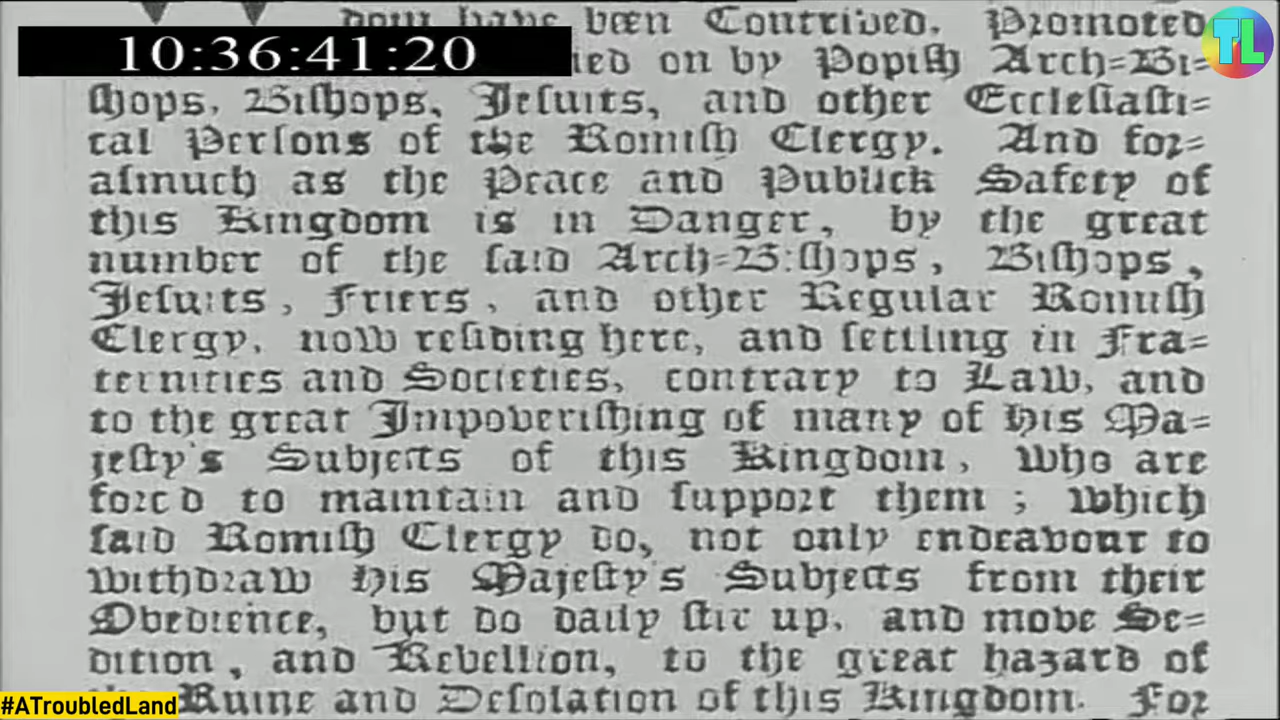 dom have been Contrived, Promoted
10:36:41:20
ied on by Popiſh Arch=Bi=
TL
ſhops, Biſhops, Jeſuits, and other Eccleſiaſti=
cal Perſons of the Romiſh Clergy. And for=
aſmuch as the Peace and Publick Safety of
this Kingdom is in Danger, by the great
number of the ſaid Arch=Biſhops, Biſhops,
Jeſuits, Friers, and other Regular Romiſh
Clergy, now reſiding here, and ſetling in Fra=
ternities and Societies, contrary to Law, and
to the great Impoveriſhing of many of His Ma=
jeſty's Subjects of this Kingdom, who are
forc'd to maintain and ſupport them; which
ſaid Romiſh Clergy do, not only endeavour to
withdraw His Majeſty's Subjects from their
Obedience, but do daily ſtir up, and move Se=
dition, and Rebellion, to the great hazard of
Ruine and Deſolation of this Kingdom. For
#ATroubledLand